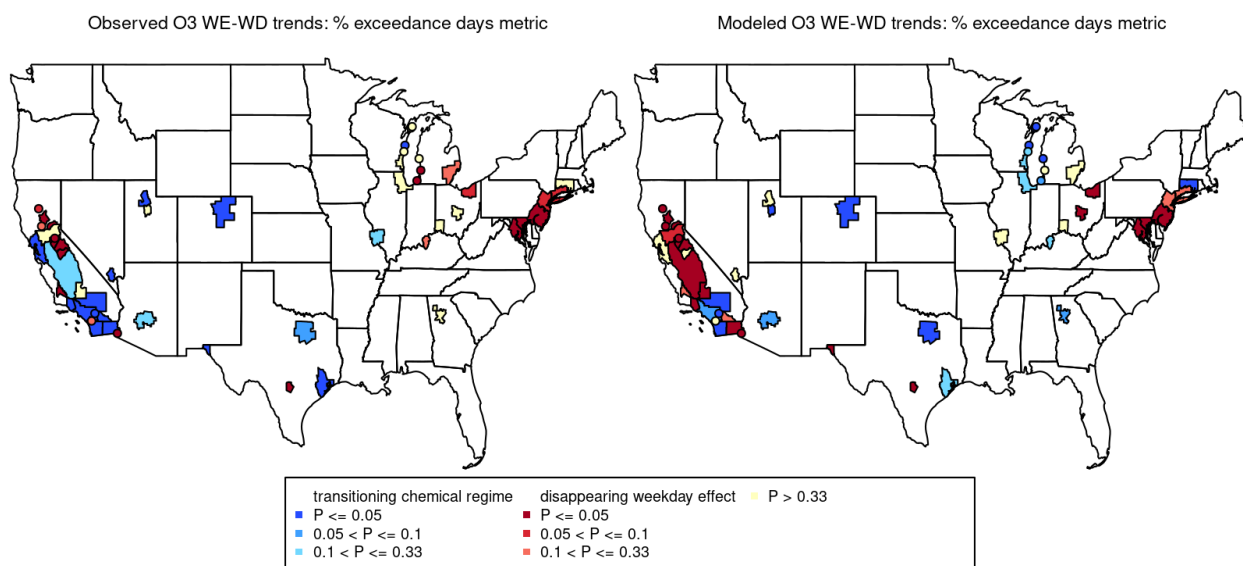 Observed O3 WE-WD trends: % exceedance days metric
Modeled O3 WE-WD trends: % exceedance days metric
transitioning chemical regime
P <= 0.05
0.05 < P <= 0.1
0.1 < P <= 0.33
disappearing weekday effect
P <= 0.05
0.05 < P <= 0.1
0.1 < P <= 0.33
P > 0.33